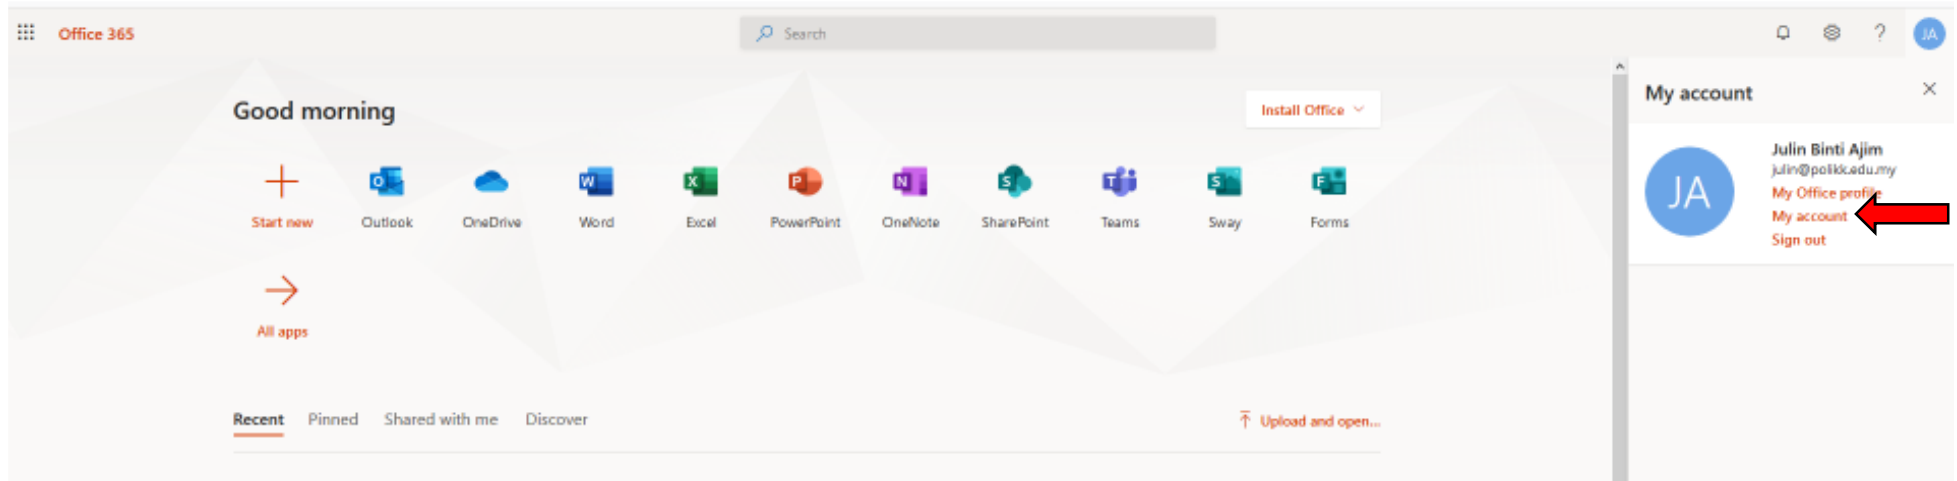 Office 365
Search
?
JA
Good morning
Install Office
My account
Julin Binti Ajim
julin@polikk.edu.my
JA
My Office profile
My account
Sign out
Start new
Outlook
OneDrive
Word
Excel
PowerPoint
OneNote
SharePoint
Teams
Sway
Forms
All apps
Recent Pinned Shared with me Discover
Upload and open...